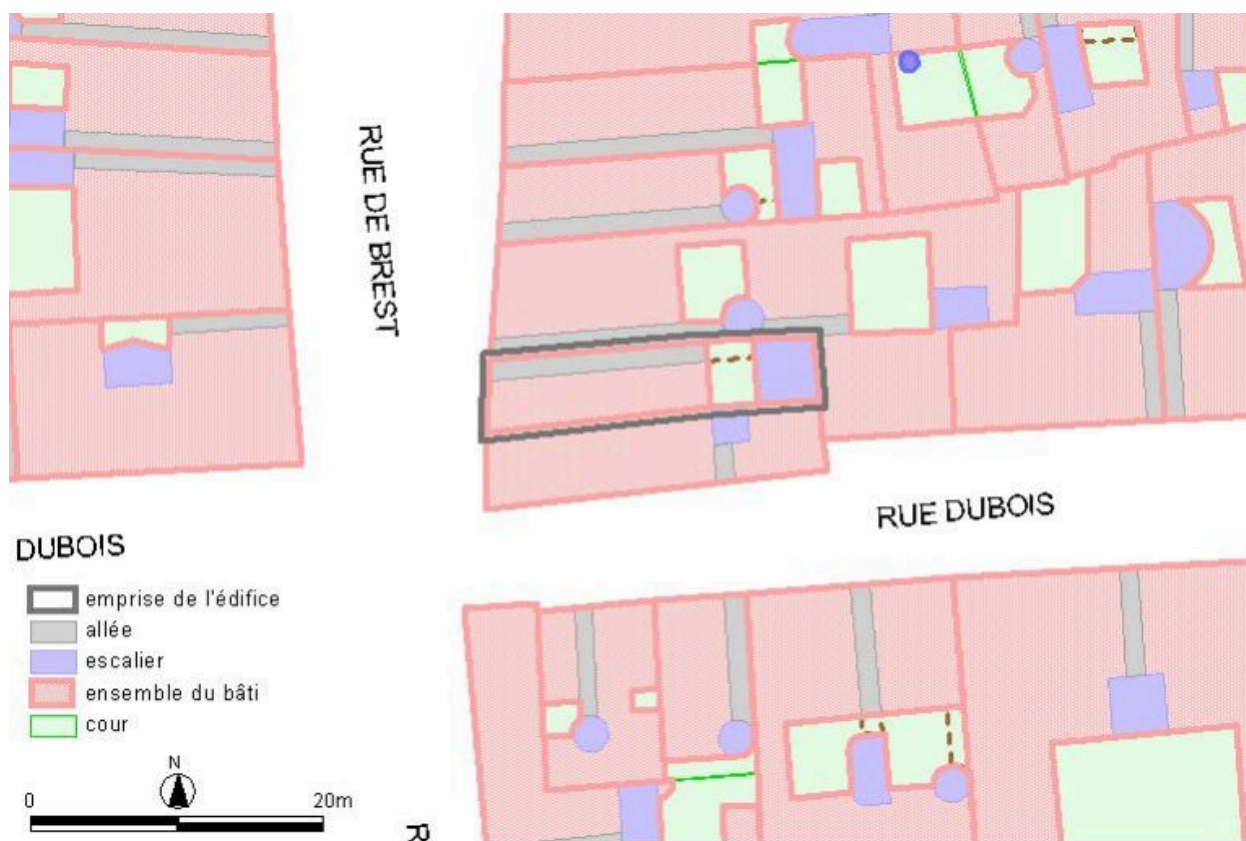 RUE DE BREST
RUE DUBOIS
DUBOIS
emprise de l'édifice
allée
escalier
ensemble du bâti
cour
N
0 20m
R